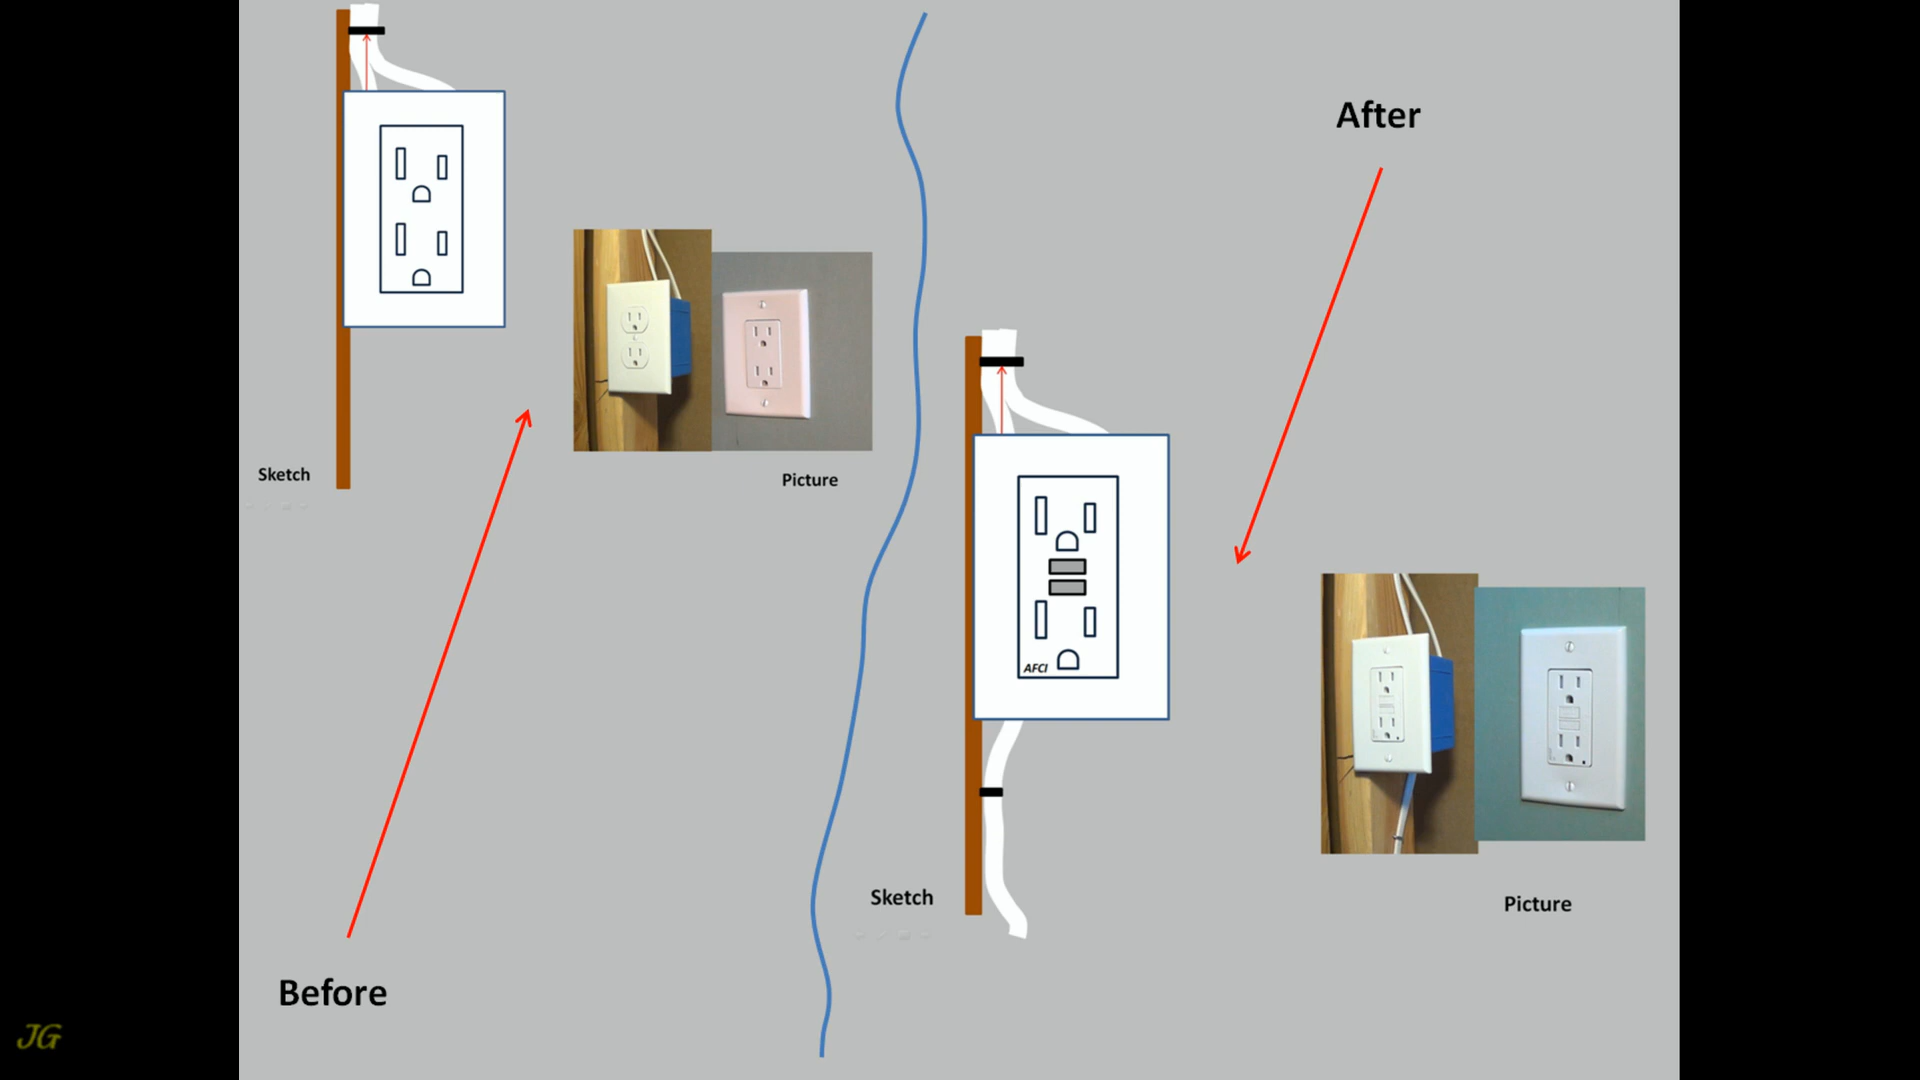 After
Sketch
Picture
AFCI
Sketch
Picture
Before
JG